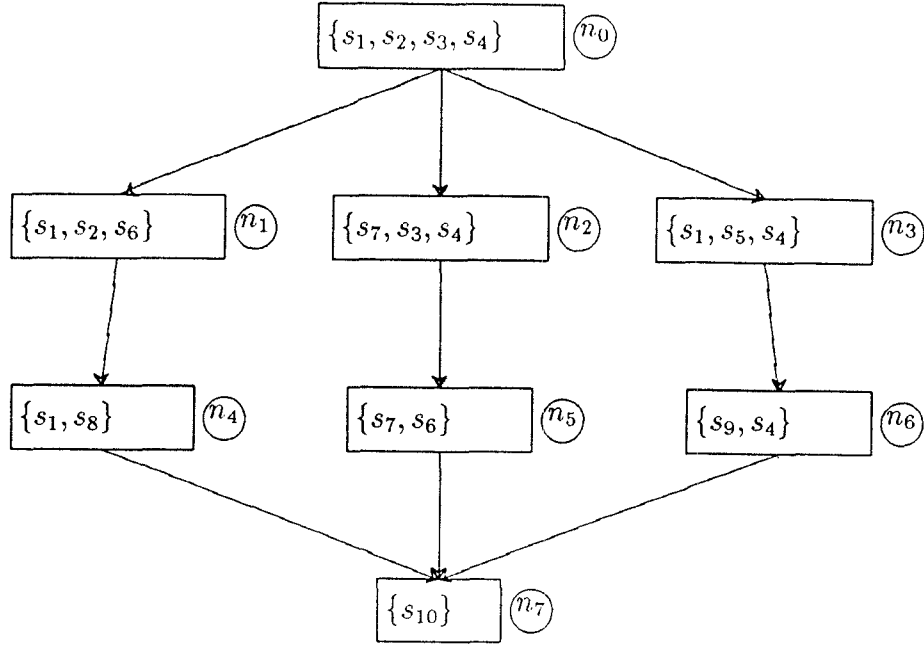 {s₁, s₂, s₃, s₄} n₀
{s₁, s₂, s₆} n₁ {s₇, s₃, s₄} n₂ {s₁, s₅, s₄} n₃
{s₁, s₈} n₄ {s₇, s₆} n₅ {s₉, s₄} n₆
{s₁₀} n₇